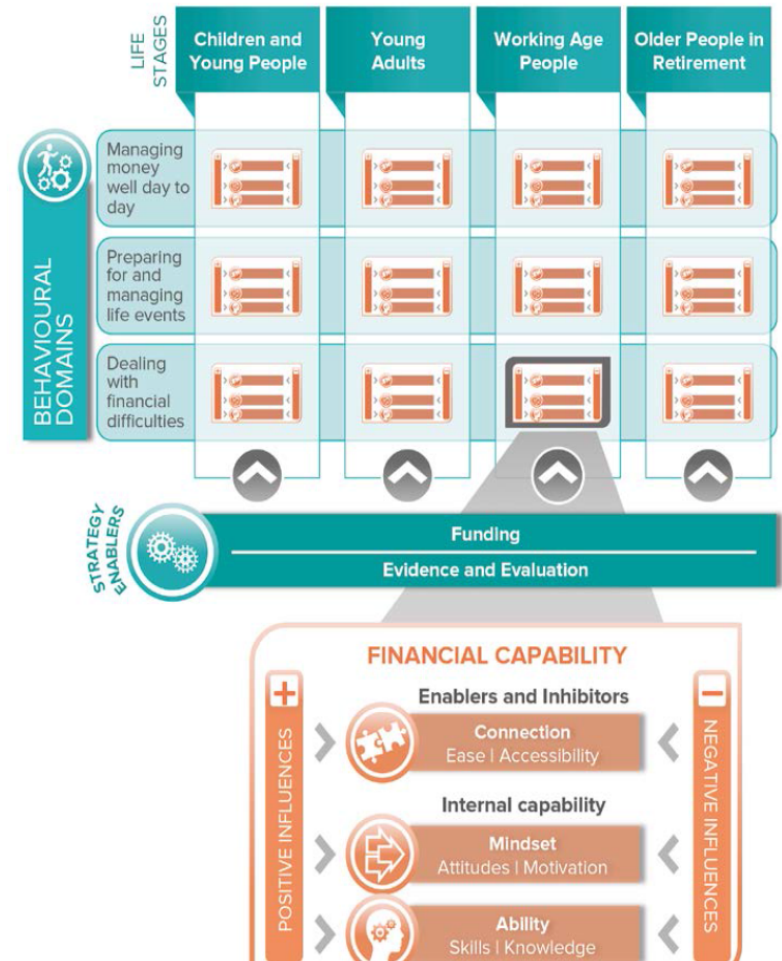 LIFE
STAGES
Children and
Young People
Young
Adults
Working Age
People
Older People in
Retirement
BEHAVIOURAL
DOMAINS
Managing
money
well day to
day
Preparing
for and
managing
life events
Dealing
with
financial
difficulties
STRATEGY
ENABLERS
Funding
Evidence and Evaluation
FINANCIAL CAPABILITY
+
POSITIVE INFLUENCES
−
NEGATIVE INFLUENCES
Enablers and Inhibitors
Connection
Ease | Accessibility
Internal capability
Mindset
Attitudes | Motivation
Ability
Skills | Knowledge